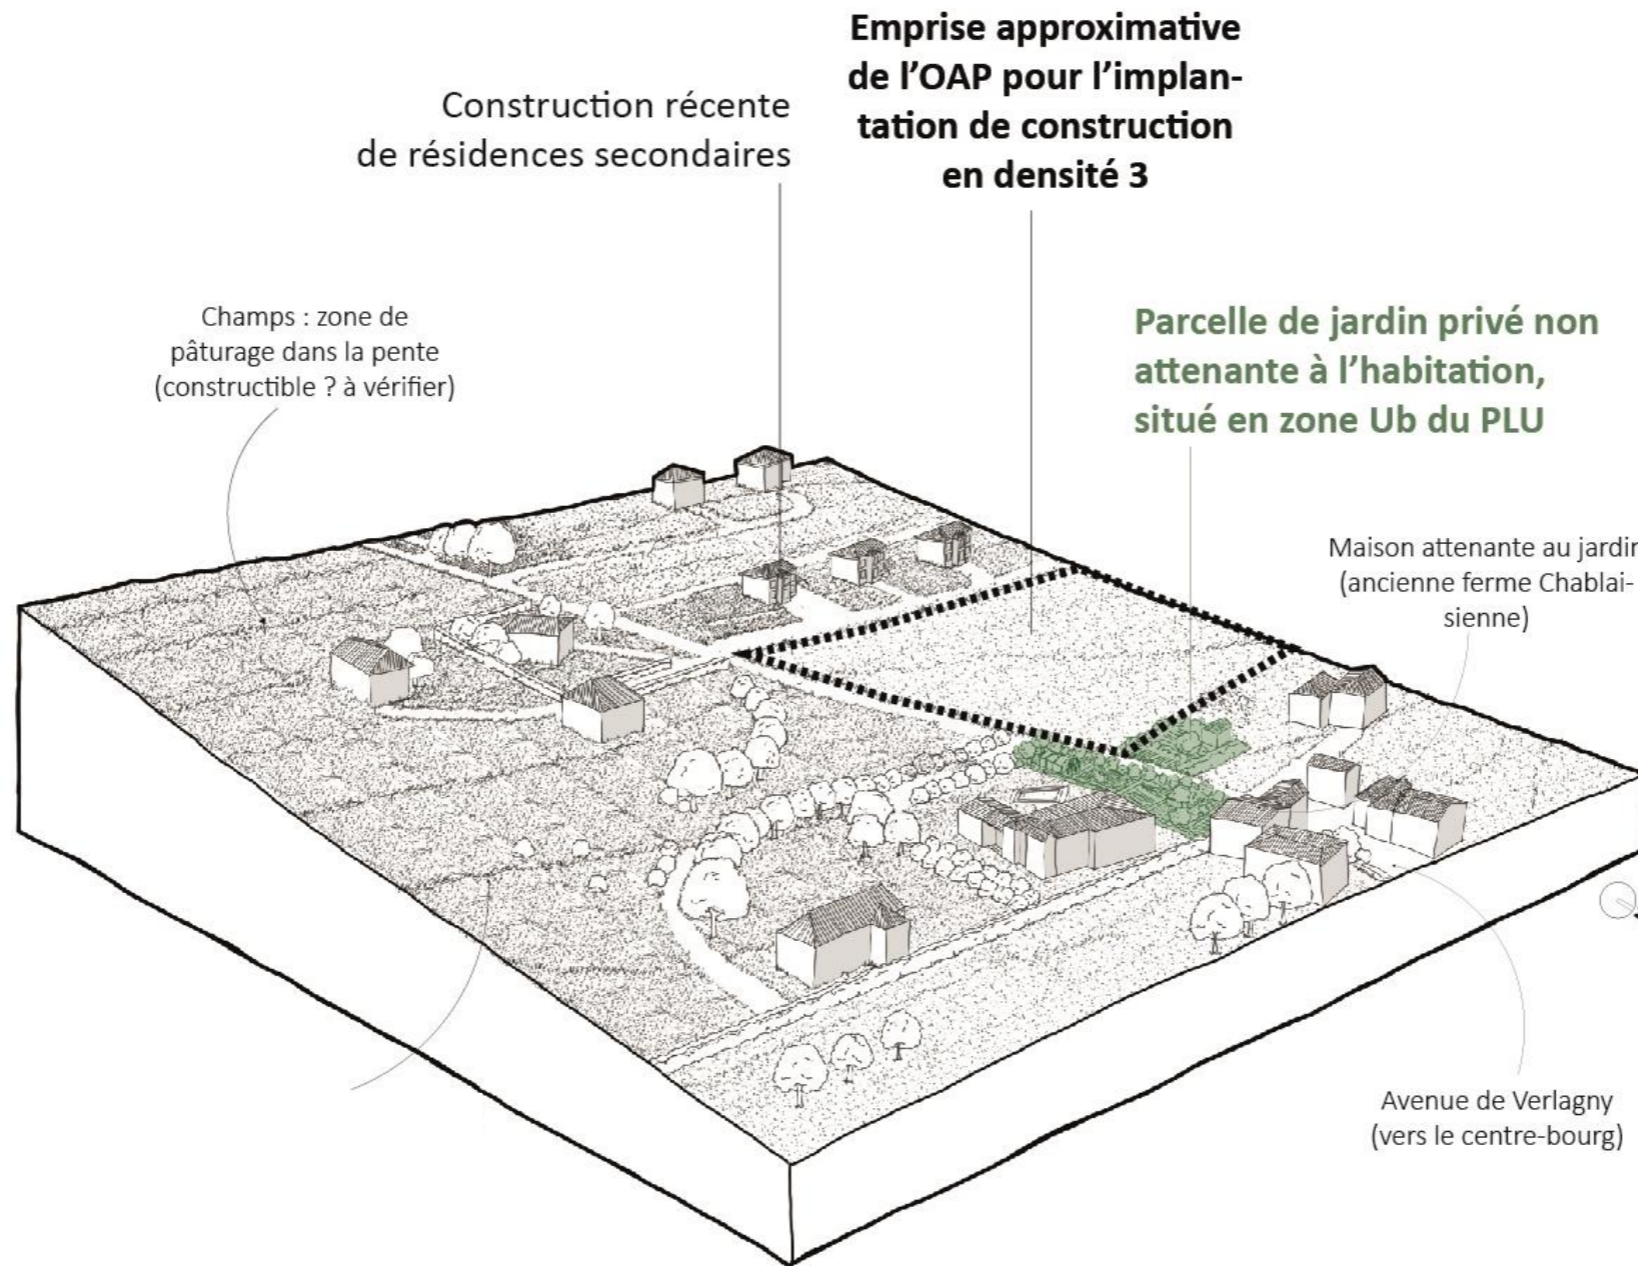 Emprise approximative
de l’OAP pour l’implan-
tation de construction
en densité 3
Construction récente
de résidences secondaires
Champs : zone de
pâturage dans la pente
(constructible ? à vérifier)
Parcelle de jardin privé non
attenante à l’habitation,
situé en zone Ub du PLU
Maison attenante au jardin
(ancienne ferme Chablai-
sienne)
Avenue de Verlagny
(vers le centre-bourg)